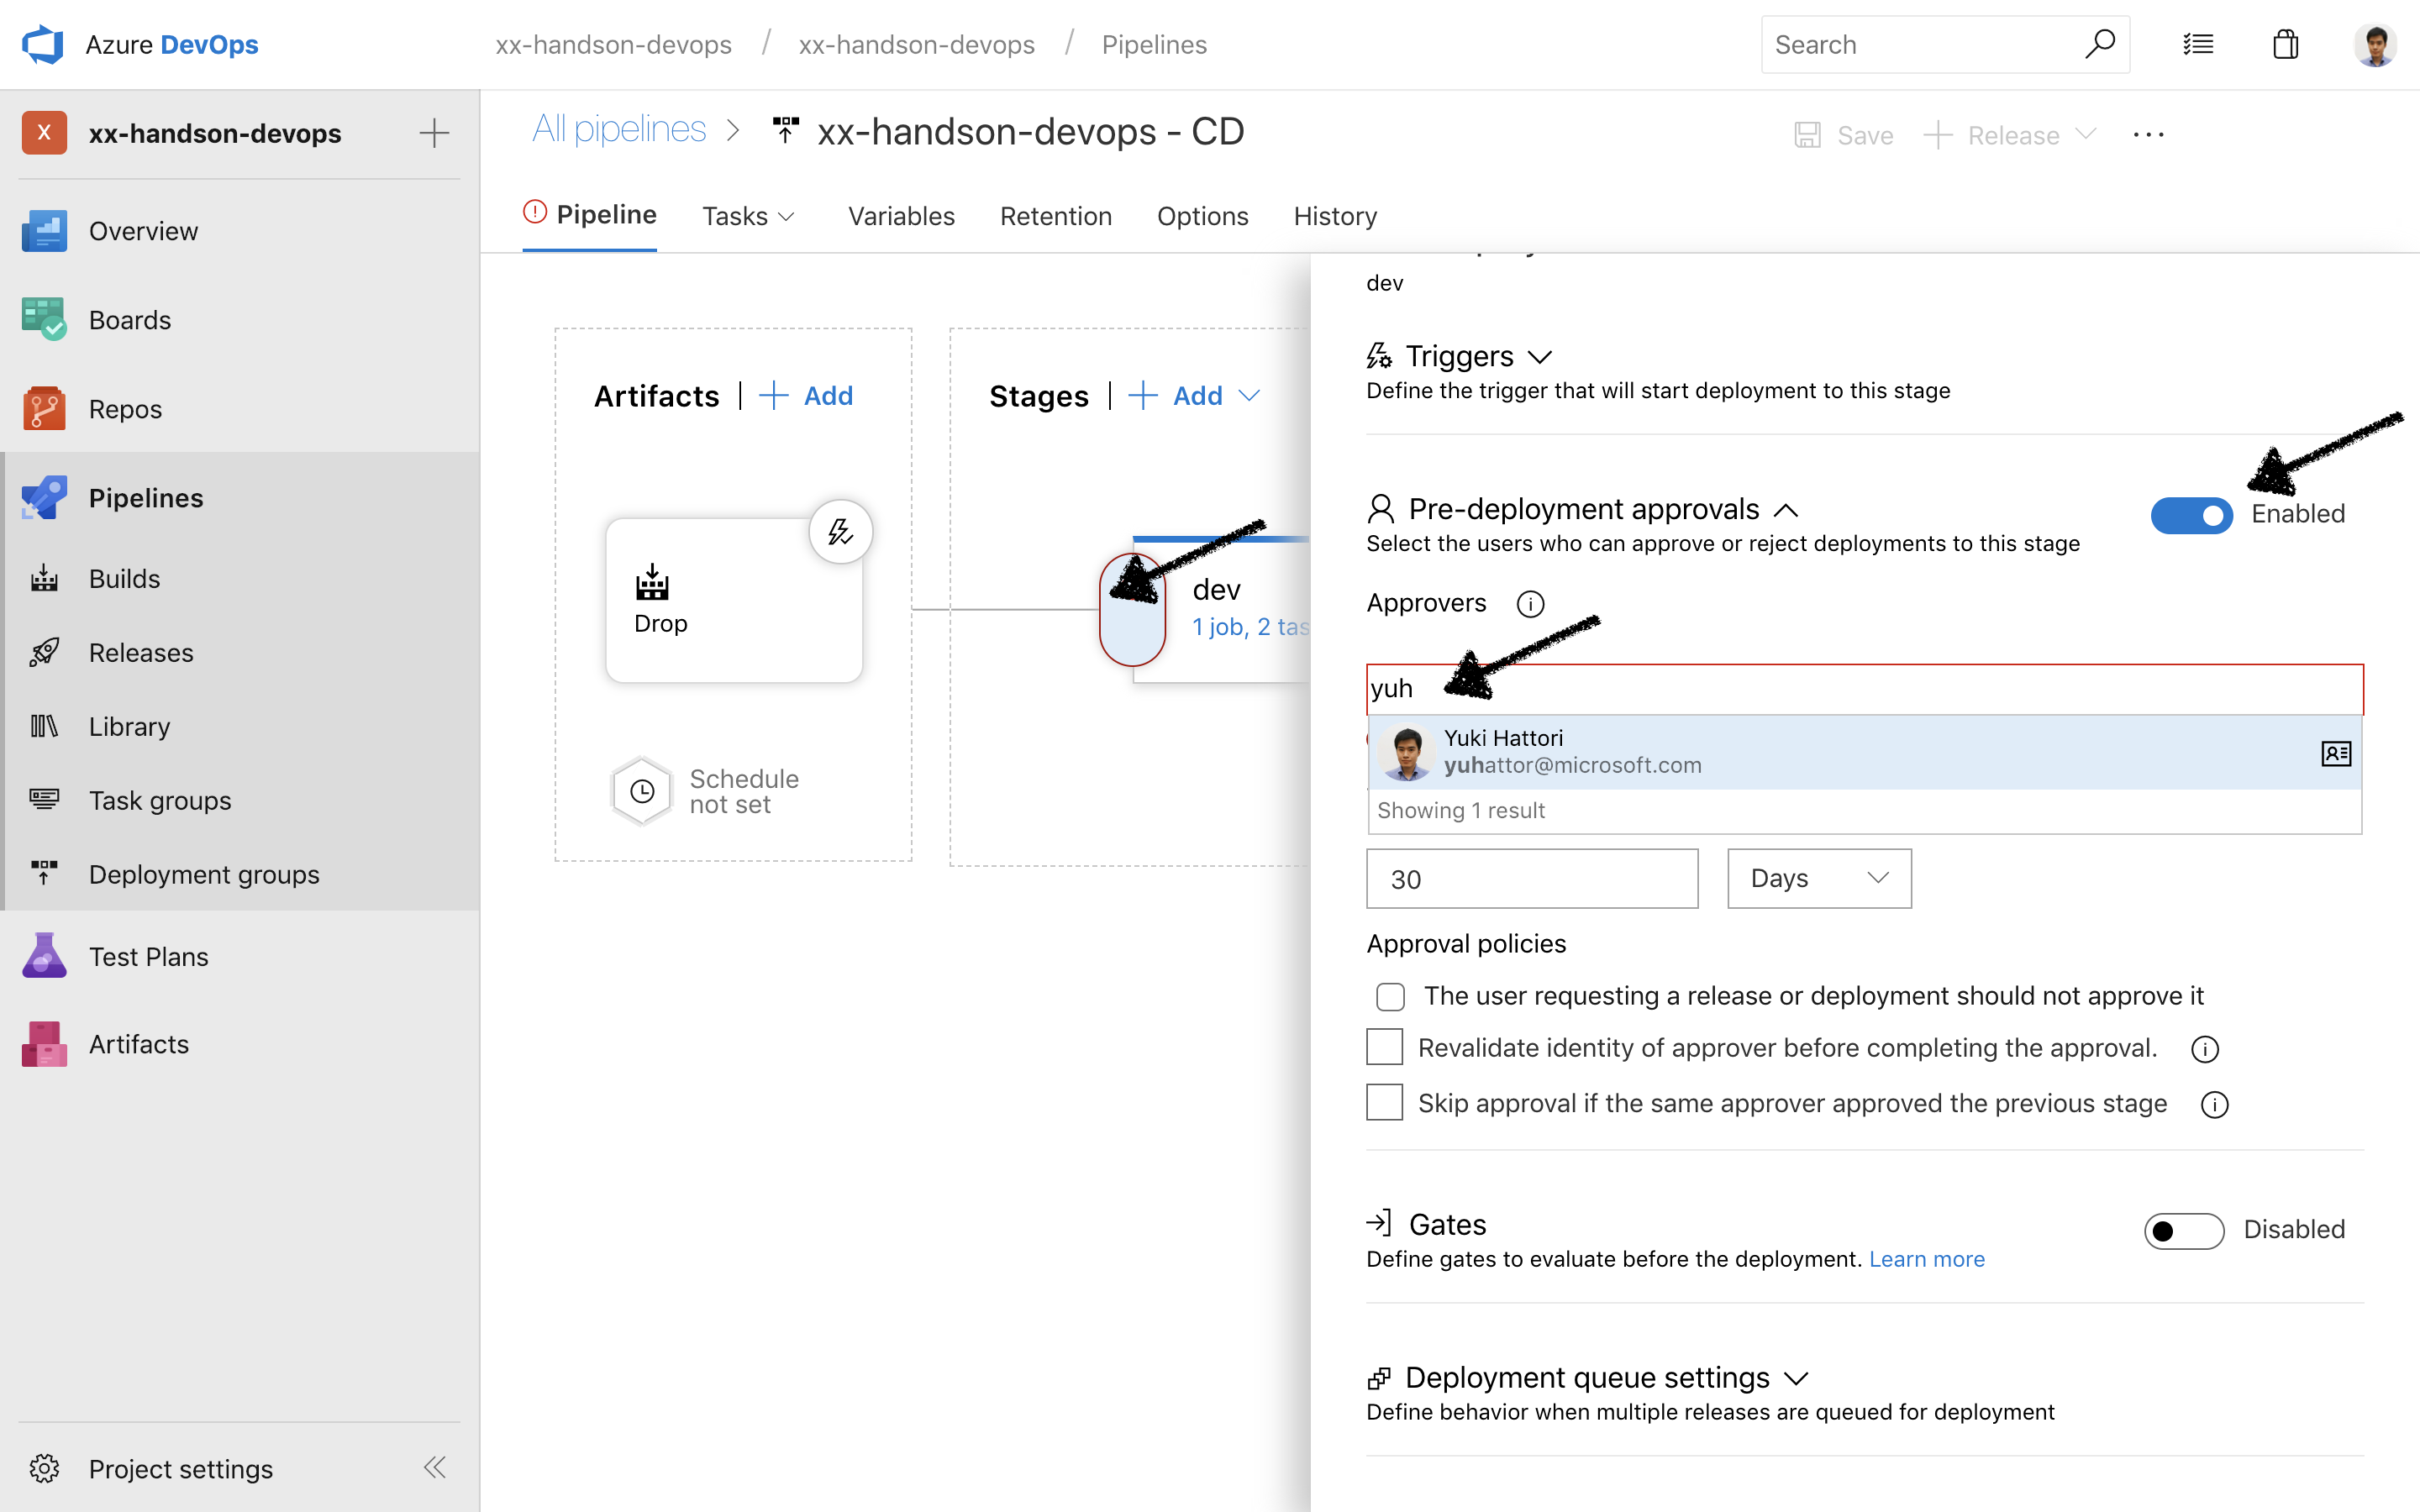 Azure DevOps
xx-handson-devops / xx-handson-devops / Pipelines
Search
X
xx-handson-devops
Overview
Boards
Repos
Pipelines
Builds
Releases
Library
Task groups
Deployment groups
Test Plans
Artifacts
Project settings
All pipelines > xx-handson-devops - CD
Save
Release
Pipeline
Tasks
Variables
Retention
Options
History
Artifacts | + Add
Drop
Schedule
not set
Stages | + Add
dev
1 job, 2 tas
dev
Triggers
Define the trigger that will start deployment to this stage
Pre-deployment approvals
Enabled
Select the users who can approve or reject deployments to this stage
Approvers
yuh
Yuki Hattori
yuhattor@microsoft.com
Showing 1 result
30
Days
Approval policies
The user requesting a release or deployment should not approve it
Revalidate identity of approver before completing the approval.
Skip approval if the same approver approved the previous stage
Gates
Disabled
Define gates to evaluate before the deployment. Learn more
Deployment queue settings
Define behavior when multiple releases are queued for deployment